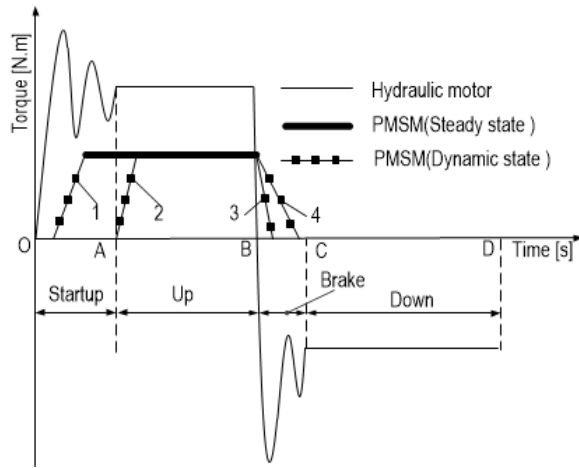 Torque [N.m]
Hydraulic motor
PMSM(Steady state )
PMSM(Dynamic state )
1
2
3
4
O
A
B
C
D
Time [s]
Startup
Up
Brake
Down